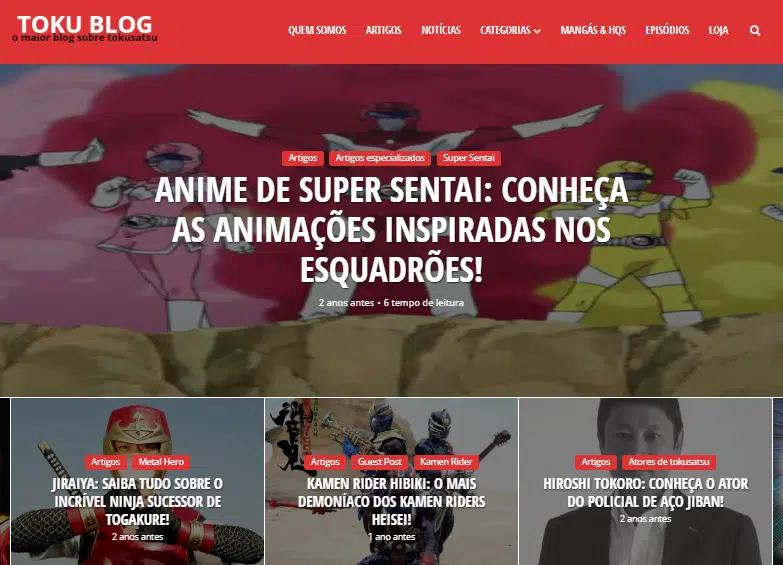 TOKU BLOG
o maior blog sobre tokusatsu
QUEM SOMOS ARTIGOS NOTÍCIAS CATEGORIAS MANGÁS & HQS EPISÓDIOS LOJA
Artigos Artigos especializados Super Sentai
ANIME DE SUPER SENTAI: CONHEÇA
AS ANIMAÇÕES INSPIRADAS NOS
ESQUADRÕES!
2 anos antes • 6 tempo de leitura
Artigos Metal Hero
JIRAIYA: SAIBA TUDO SOBRE O
INCRÍVEL NINJA SUCESSOR DE
TOGAKURE!
2 anos antes
Artigos Guest Post Kamen Rider
KAMEN RIDER HIBIKI: O MAIS
DEMONÍACO DOS KAMEN RIDERS
HEISEI!
1 ano antes
Artigos Atores de tokusatsu
HIROSHI TOKORO: CONHEÇA O ATOR
DO POLICIAL DE AÇO JIBAN!
2 anos antes